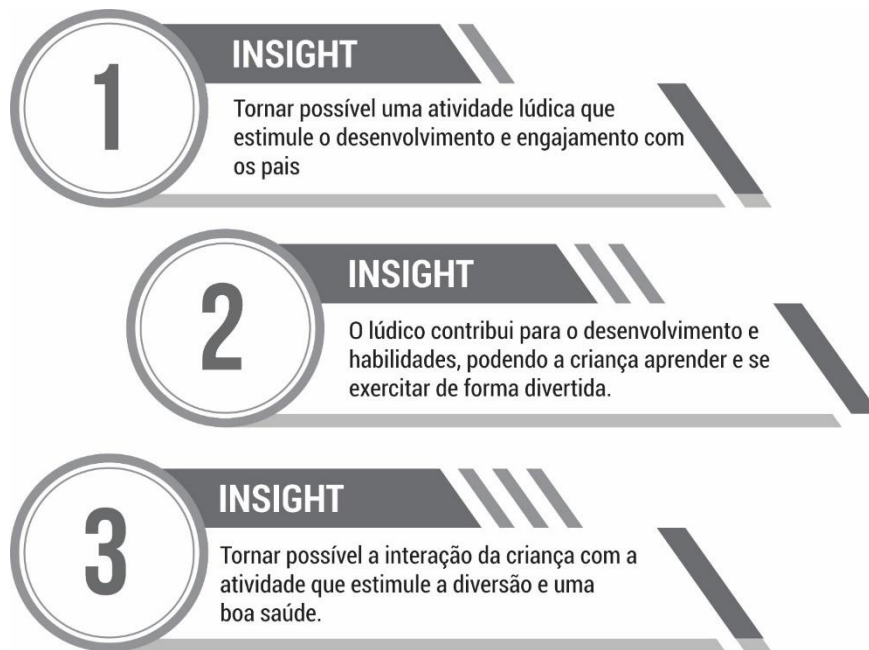 1
INSIGHT
Tornar possível uma atividade lúdica que
estimule o desenvolvimento e engajamento com
os pais
2
INSIGHT
O lúdico contribui para o desenvolvimento e
habilidades, podendo a criança aprender e se
exercitar de forma divertida.
3
INSIGHT
Tornar possível a interação da criança com a
atividade que estimule a diversão e uma
boa saúde.